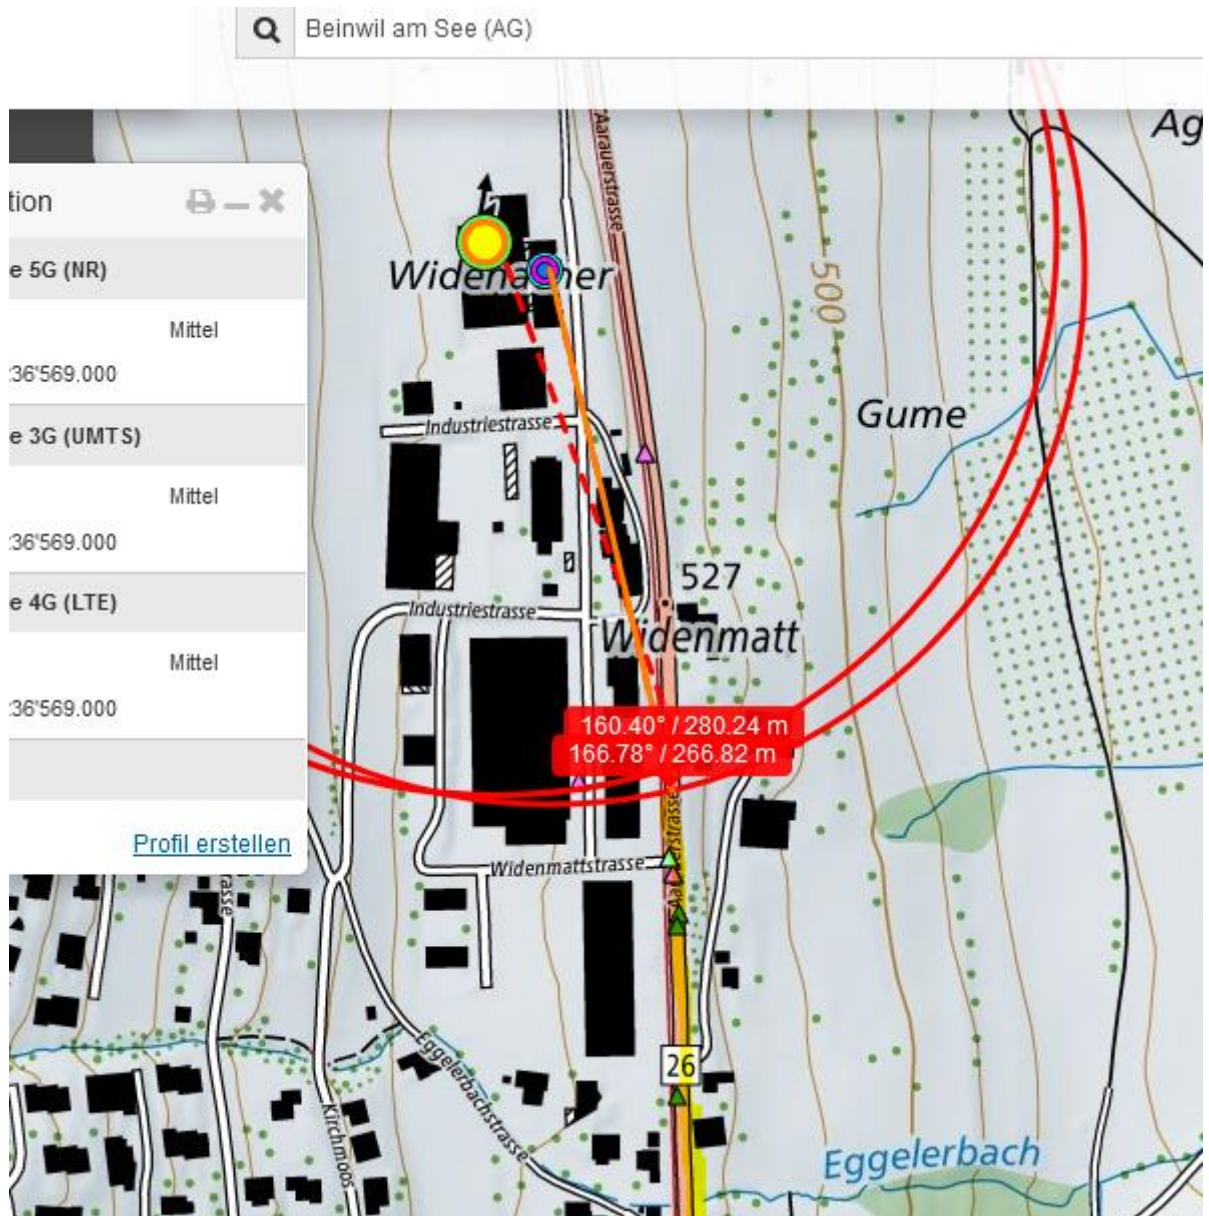 Beinwil am See (AG)
Ag
Aarauerstrasse
tion
e 5G (NR)
Mittel
36'569.000
e 3G (UMTS)
Mittel
36'569.000
e 4G (LTE)
Mittel
36'569.000
Profil erstellen
500
Gume
Industriestrasse
527
Industriestrasse
Widenmatt
160.40° / 280.24 m
166.78° / 266.82 m
Widenmattstrasse
rasse
26
Eggelerbachstrasse
Kirchmoos
Eggelerbach